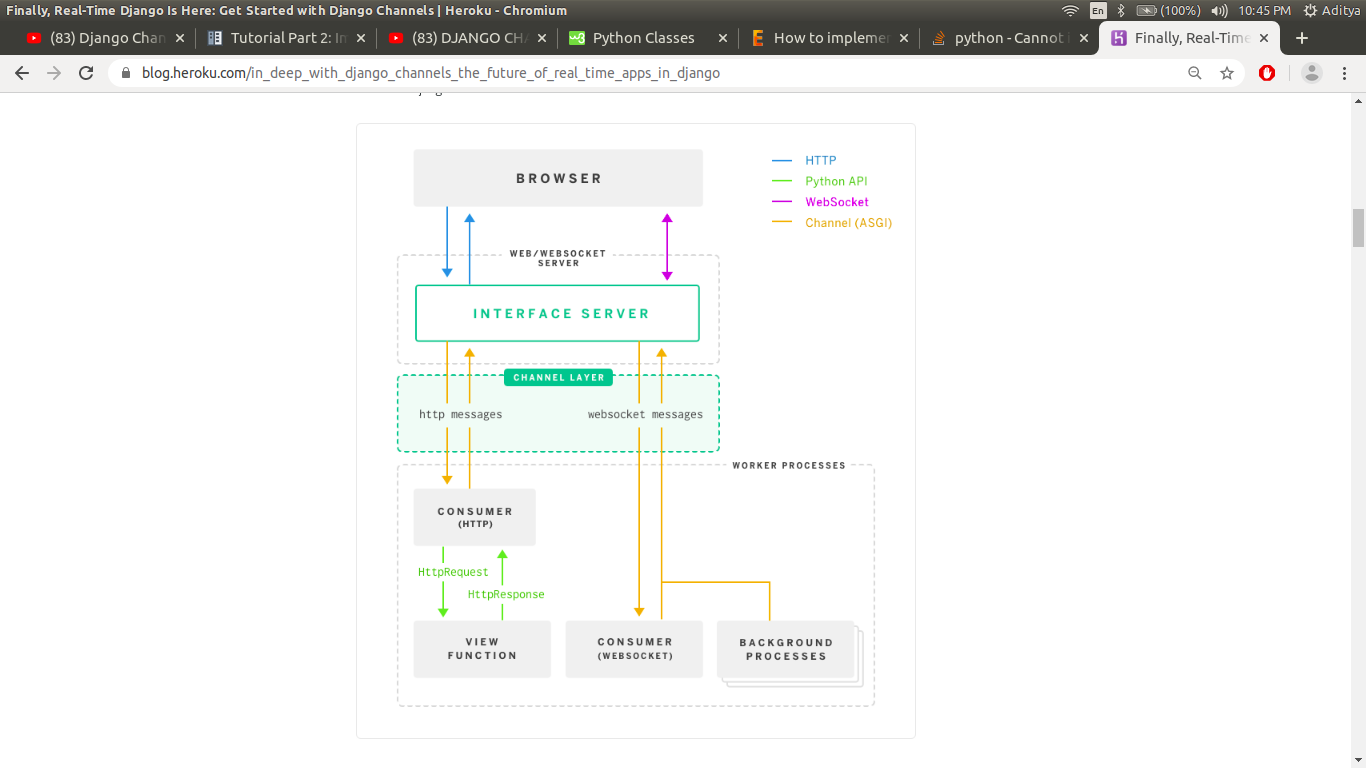 Finally, Real-Time Django Is Here: Get Started with Django Channels | Heroku - Chromium
En
(100%)
10:45 PM
Aditya
(83) Django Chan
Tutorial Part 2: Im
(83) DJANGO CHA
Python Classes
How to implemen
python - Cannot i
Finally, Real-Time
blog.heroku.com/in_deep_with_django_channels_the_future_of_real_time_apps_in_django
BROWSER
HTTP
Python API
WebSocket
Channel (ASGI)
WEB/WEBSOCKET
SERVER
INTERFACE SERVER
CHANNEL LAYER
http messages
websocket messages
WORKER PROCESSES
CONSUMER
(HTTP)
HttpRequest
HttpResponse
VIEW
FUNCTION
CONSUMER
(WEBSOCKET)
BACKGROUND
PROCESSES